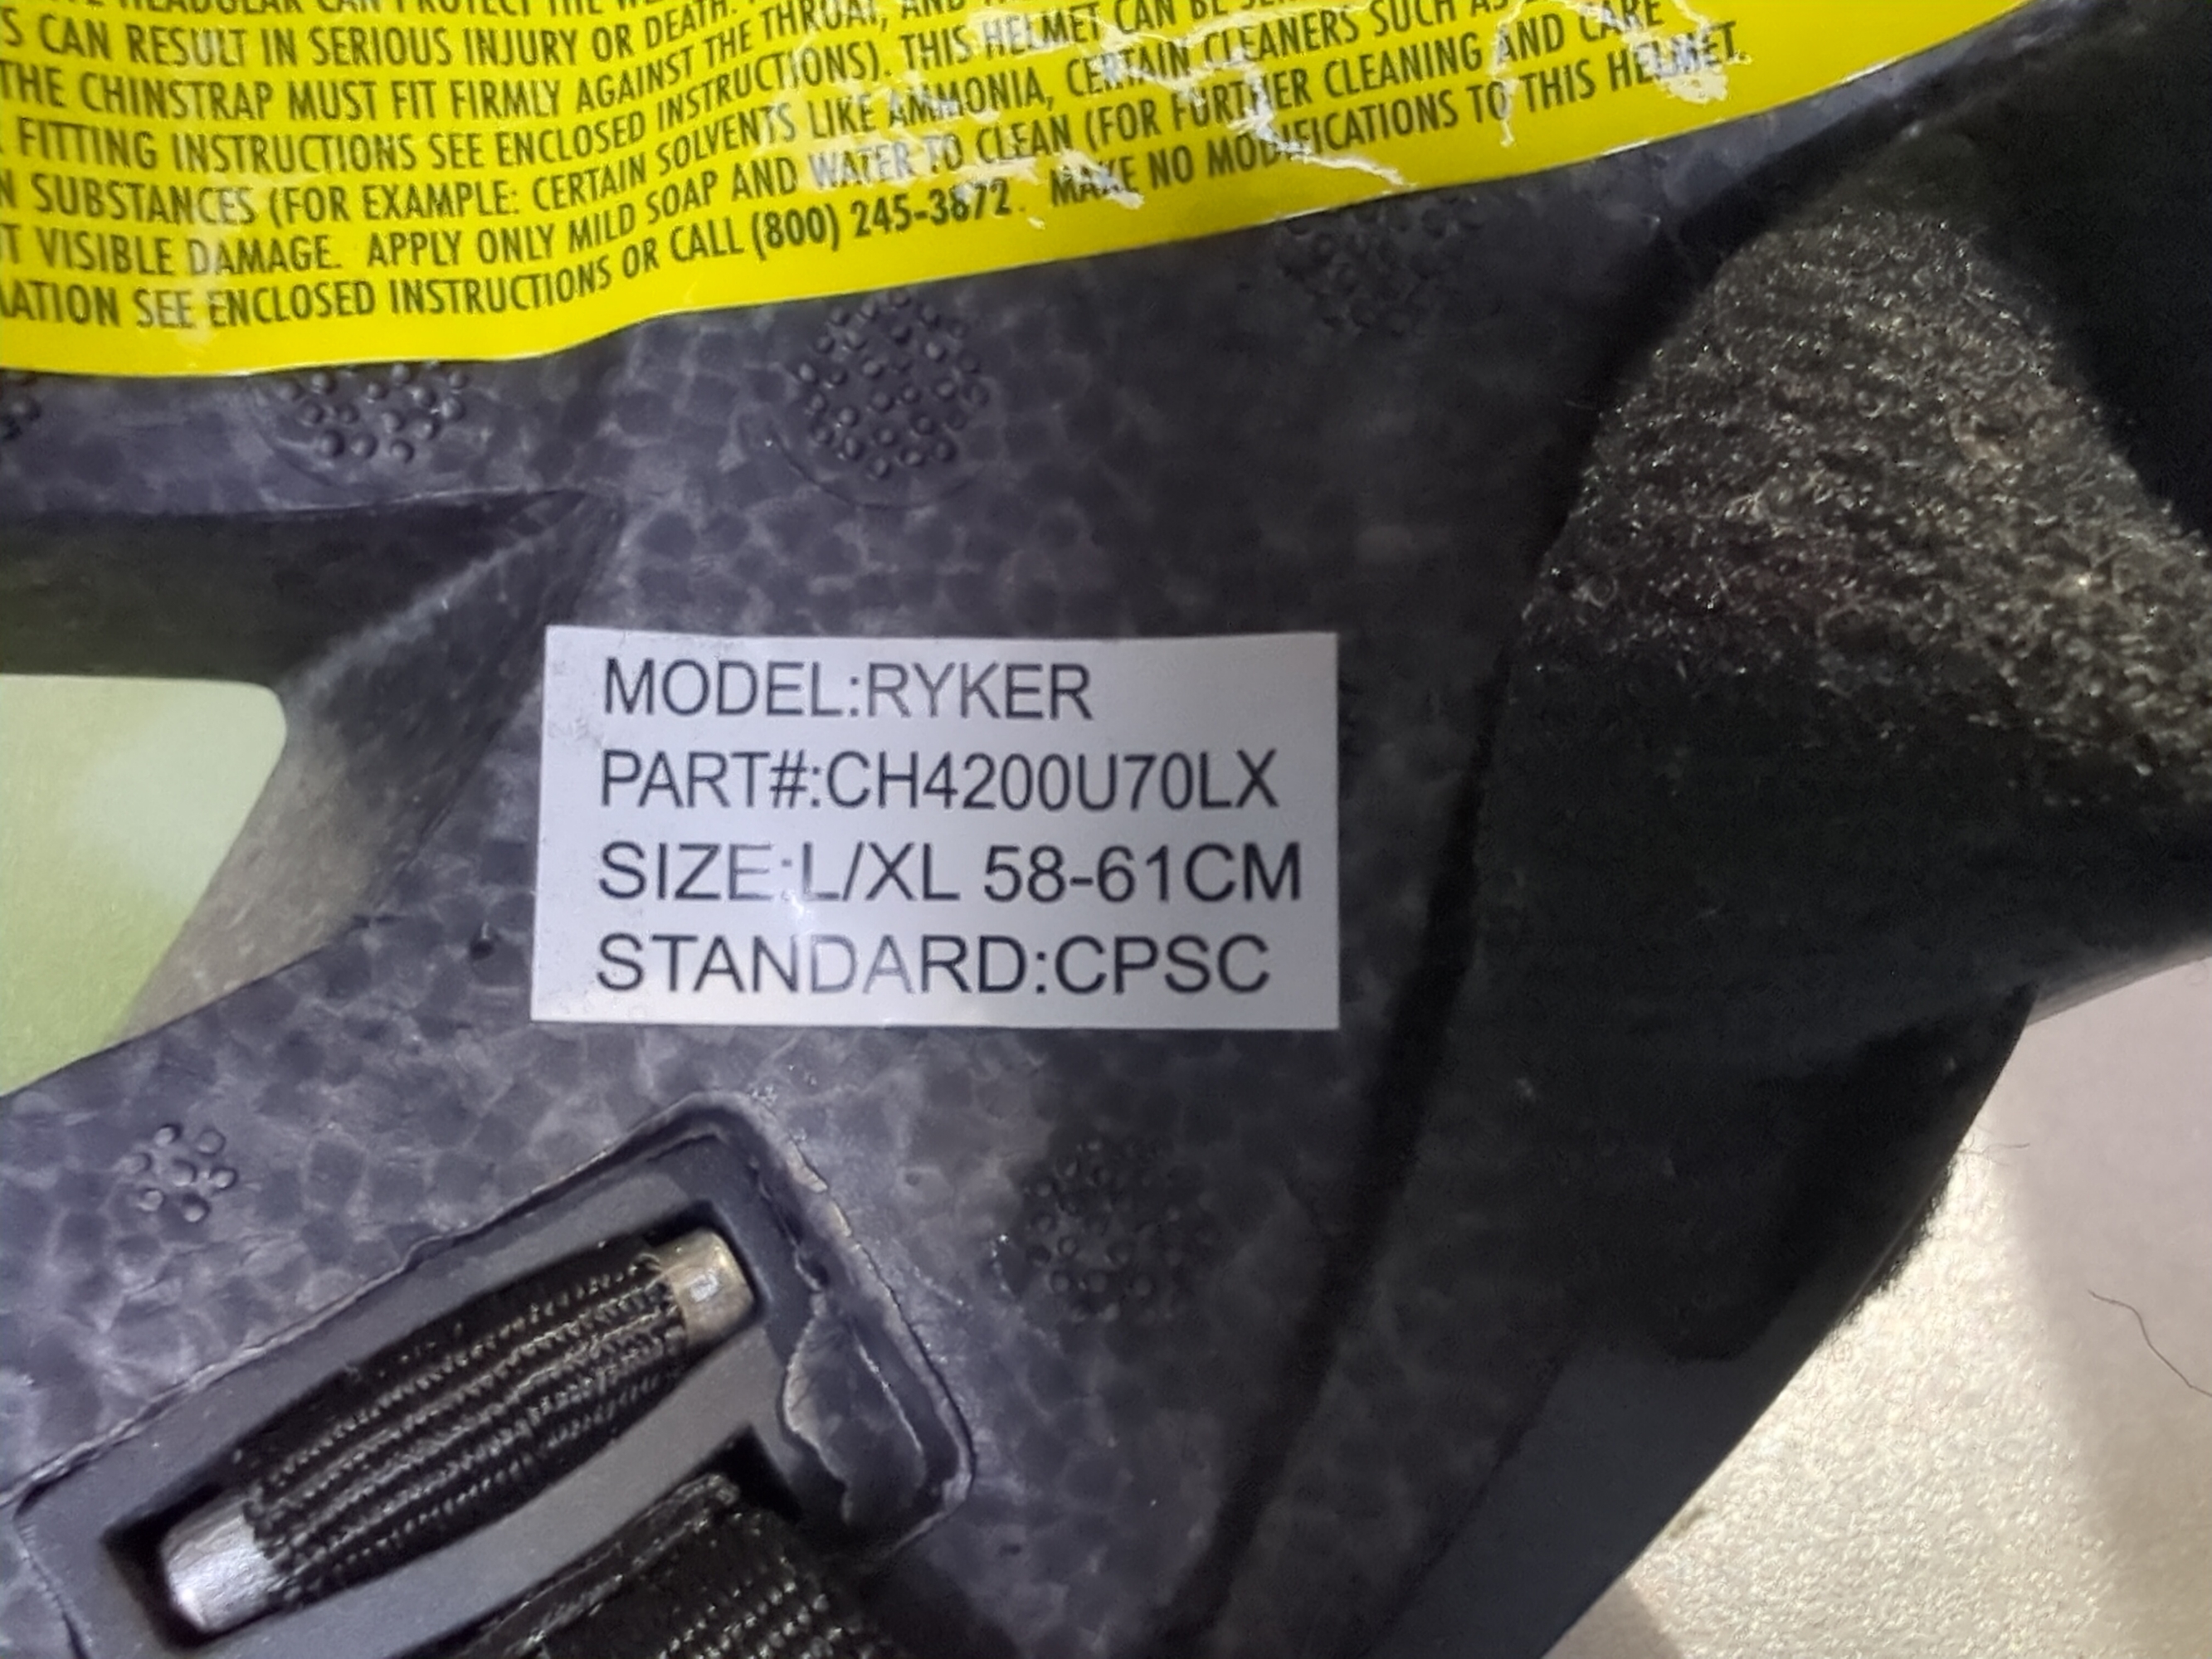 HEADGEAR CAN PROTECT THE
S CAN RESULT IN SERIOUS INJURY OR DEATH.
THE CHINSTRAP MUST FIT FIRMLY AGAINST THE THROAT, AND
FITTING INSTRUCTIONS SEE ENCLOSED INSTRUCTIONS). THIS HELMET CAN BE
N SUBSTANCES (FOR EXAMPLE: CERTAIN SOLVENTS LIKE AMMONIA, CERTAIN CLEANERS SUCH AS
T VISIBLE DAMAGE. APPLY ONLY MILD SOAP AND WATER TO CLEAN (FOR FURTHER CLEANING AND CARE
ATION SEE ENCLOSED INSTRUCTIONS OR CALL (800) 245-3872. MAKE NO MODIFICATIONS TO THIS HELMET.
MODEL:RYKER
PART#:CH4200U70LX
SIZE:L/XL 58-61CM
STANDARD:CPSC